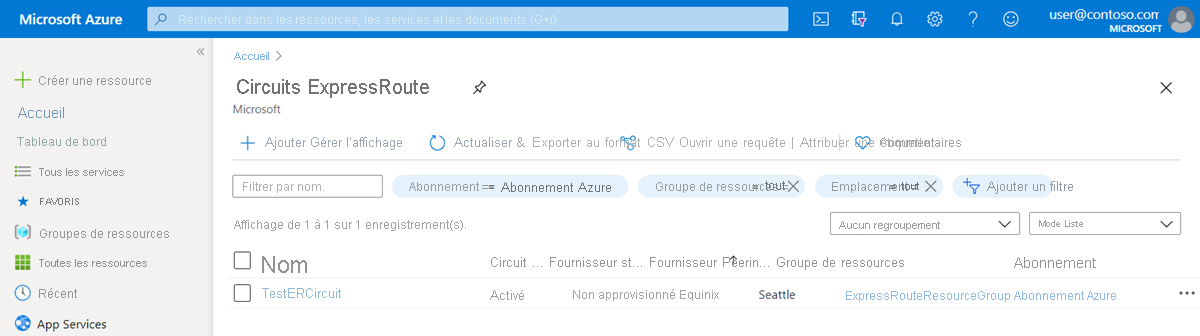 Microsoft Azure
Rechercher dans les ressources, les services et les documents (G+/)
user@contoso.com
MICROSOFT
Accueil
Créer une ressource
Accueil
Tableau de bord
Tous les services
FAVORIS
Groupes de ressources
Toutes les ressources
Récent
App Services
Circuits ExpressRoute
Microsoft
Ajouter Gérer l'affichage Actualiser & Exporter au format CSV Ouvrir une requête | Attribuer une Commentaires
Filtrer par nom. Abonnement == Abonnement Azure Groupe de ressources == tout Emplacement == tout Ajouter un filtre
Affichage de 1 à 1 sur 1 enregistrement(s). Aucun regroupement Mode Liste
Nom Circuit ... Fournisseur st... Fournisseur Peerin... Groupe de ressources Abonnement
TestERCircuit Activé Non approvisionné Equinix Seattle ExpressRouteResourceGroup Abonnement Azure